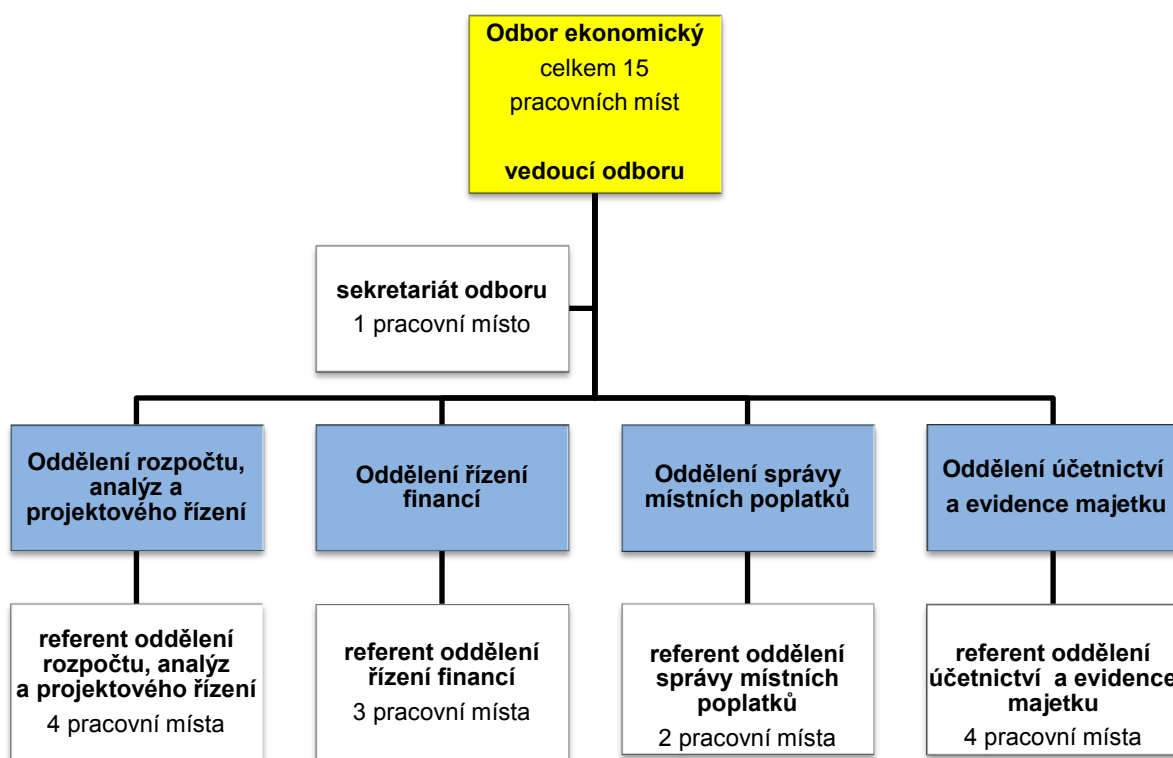 Odbor ekonomický
celkem 15
pracovních míst
vedoucí odboru
sekretariát odboru
1 pracovní místo
Oddělení rozpočtu,
analýz a
projektového řízení
Oddělení řízení
financí
Oddělení správy
místních poplatků
Oddělení účetnictví
a evidence majetku
referent oddělení
rozpočtu, analýz
a projektového řízení
4 pracovní místa
referent oddělení
řízení financí
3 pracovní místa
referent oddělení
správy místních
poplatků
2 pracovní místa
referent oddělení
účetnictví a evidence
majetku
4 pracovní místa